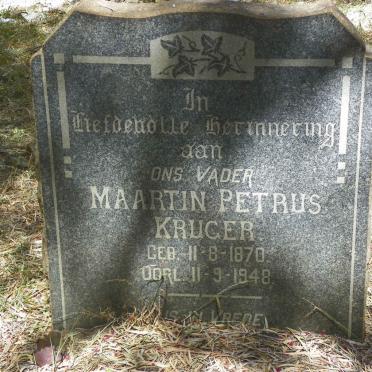 In
Liefdevolle Herinnering
aan
ONS VADER
MAARTIN PETRUS
KRUGER
GEB. 11-8-1870.
OORL. 11-9-1948.
RUS IN VREDE